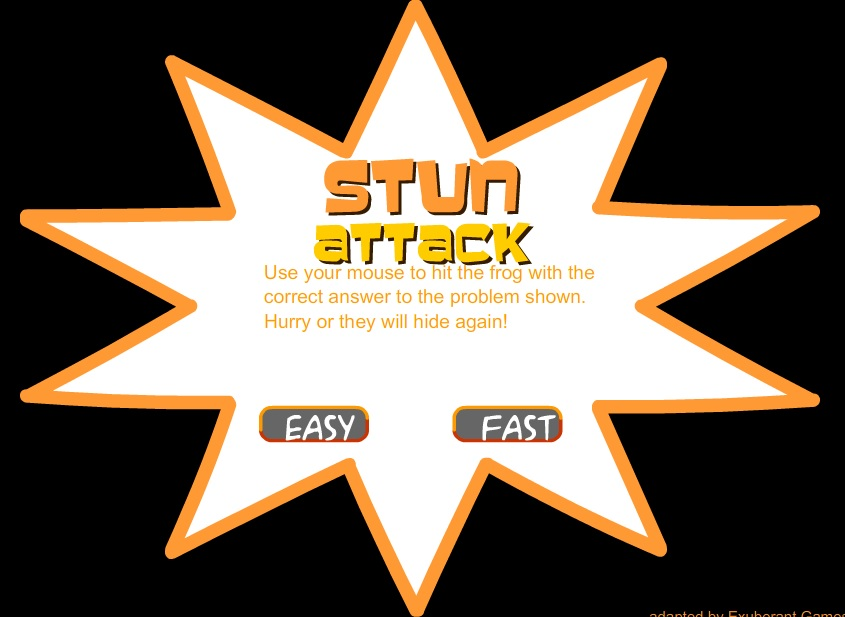 STUN
aTTack
Use your mouse to hit the frog with the
correct answer to the problem shown.
Hurry or they will hide again!
EASY
FAST
adapted by Exuberant Games